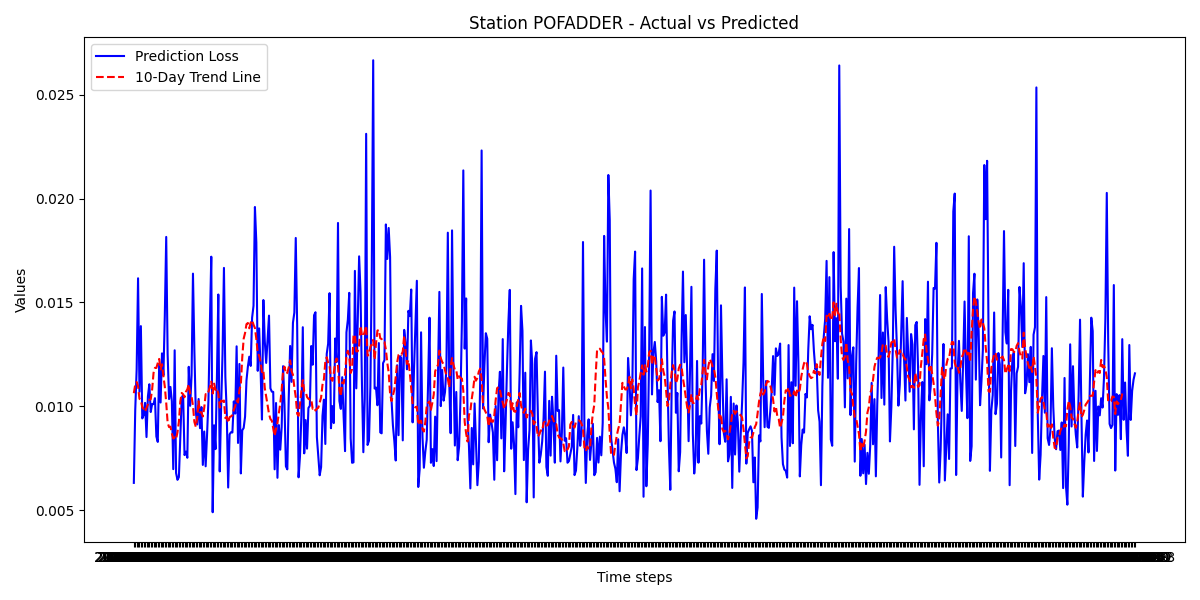 Station POFADDER - Actual vs Predicted
Prediction Loss
10-Day Trend Line
0.025
0.020
0.015
0.010
0.005
Values
Time steps